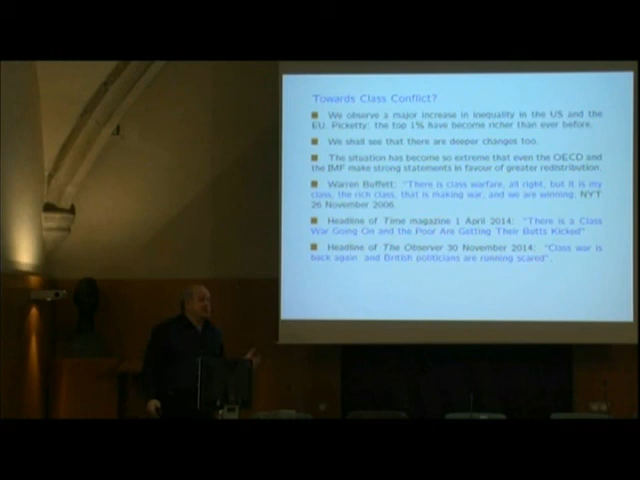 Towards Class Conflict?
We observe a major increase in inequality in the US and the
EU. Picketty: the top 1% have become richer than ever before.
We shall see that there are deeper changes too.
The situation has become so extreme that even the OECD and
the IMF make strong statements in favour of greater redistribution.
Warren Buffett: "There is class warfare, all right, but it is my
class, the rich class, that is making war, and we are winning. NYT
26 November 2006.
Headline of Time magazine 1 April 2014: "There is a Class
War Going On and the Poor Are Getting Their Butts Kicked"
Headline of The Observer 30 November 2014: "Class war is
back again and British politicians are running scared".